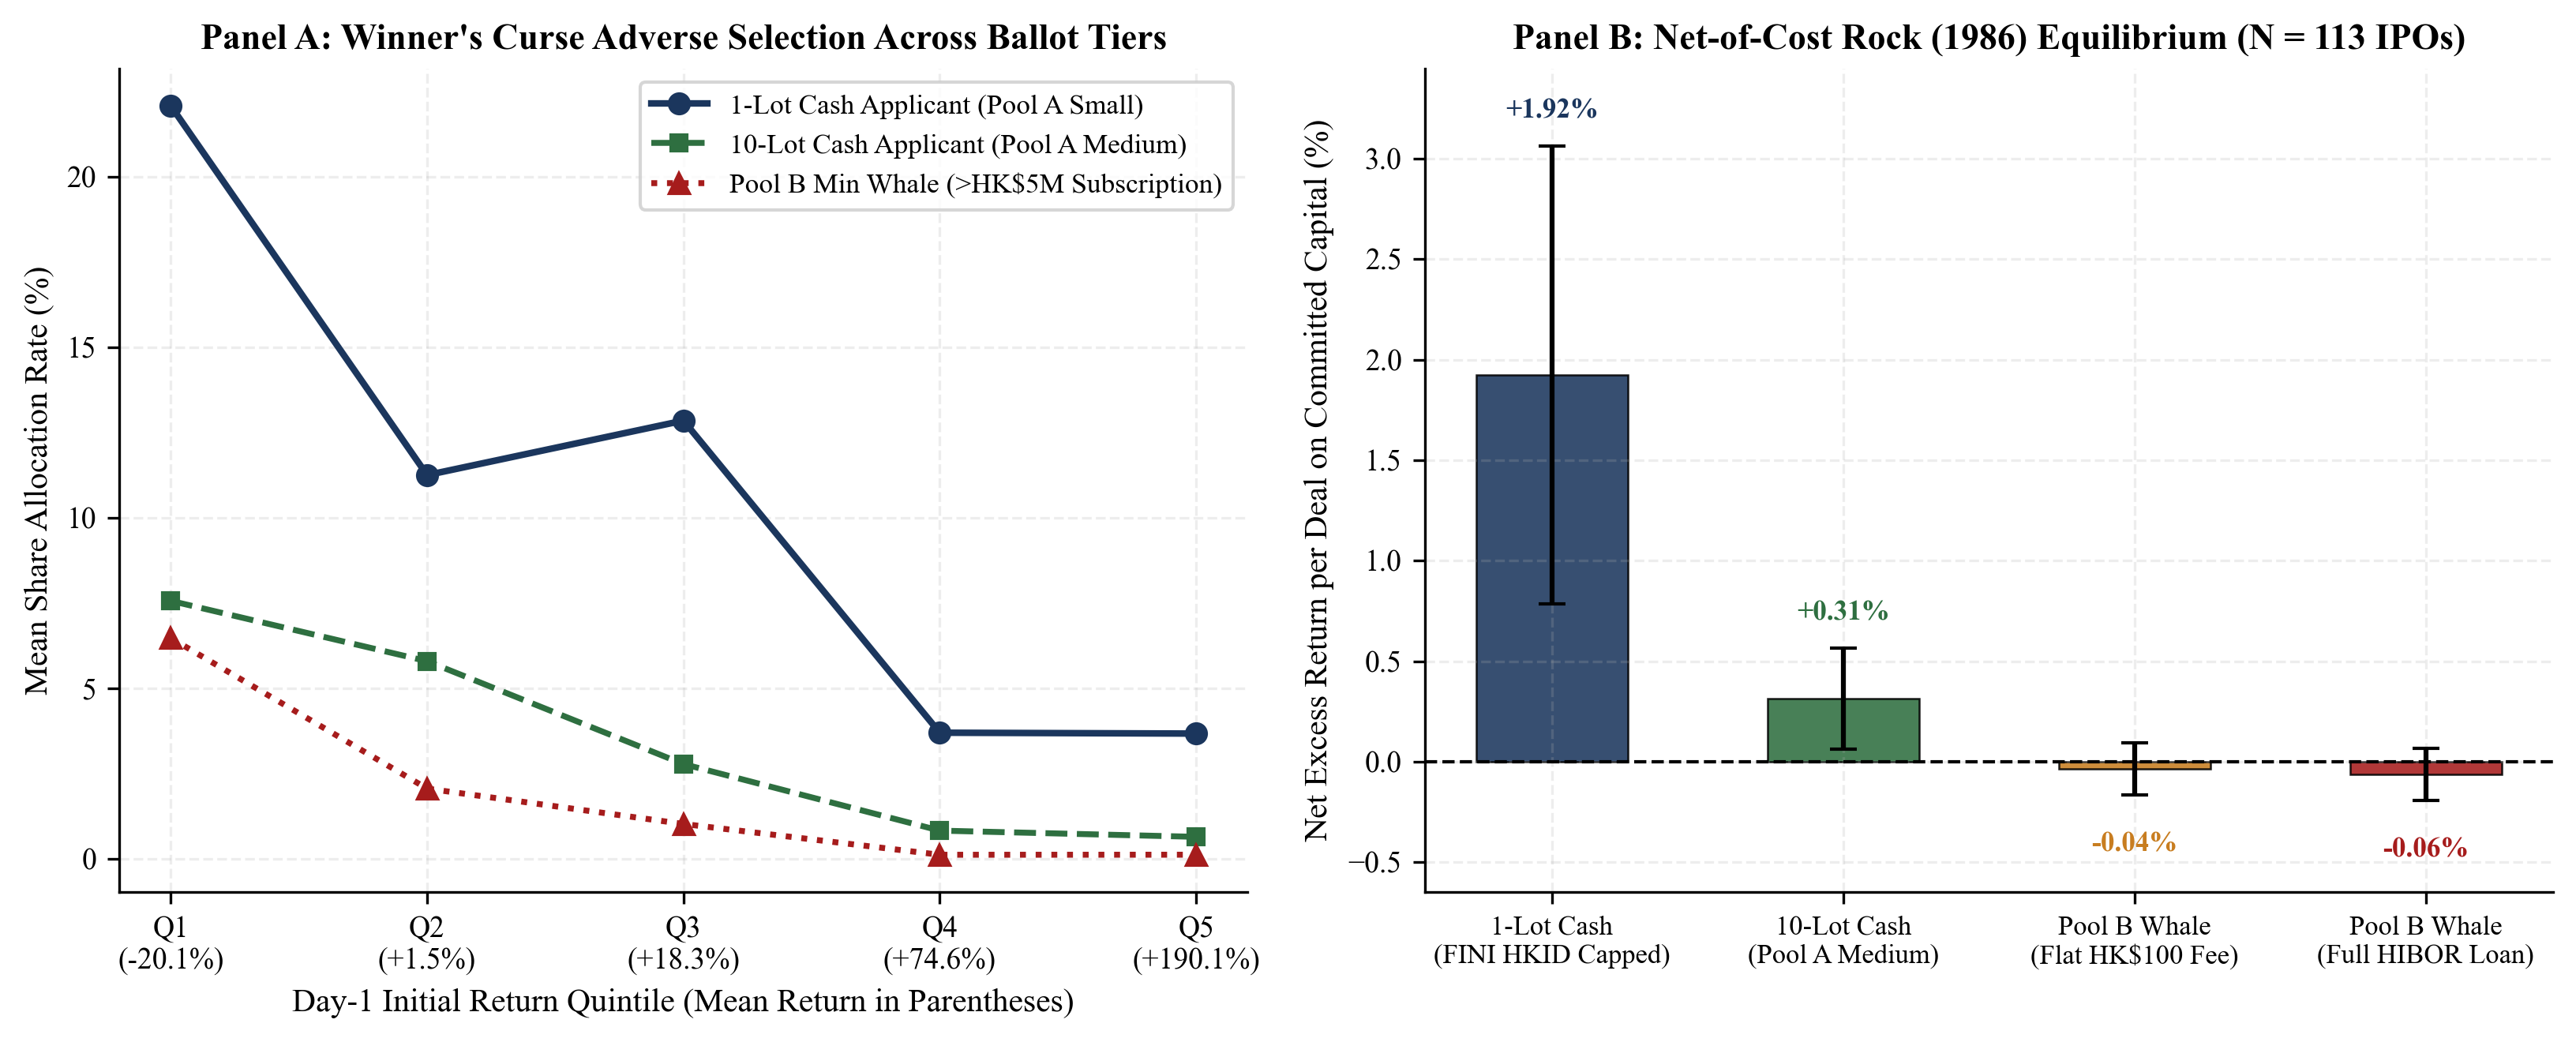 Panel A: Winner's Curse Adverse Selection Across Ballot Tiers
1-Lot Cash Applicant (Pool A Small)
10-Lot Cash Applicant (Pool A Medium)
Pool B Min Whale (>HK$5M Subscription)
Mean Share Allocation Rate (%)
20
15
10
5
0
Q1
(-20.1%)
Q2
(+1.5%)
Q3
(+18.3%)
Q4
(+74.6%)
Q5
(+190.1%)
Day-1 Initial Return Quintile (Mean Return in Parentheses)
Panel B: Net-of-Cost Rock (1986) Equilibrium (N = 113 IPOs)
Net Excess Return per Deal on Committed Capital (%)
3.0
2.5
2.0
1.5
1.0
0.5
0.0
−0.5
+1.92%
+0.31%
-0.04%
-0.06%
1-Lot Cash
(FINI HKID Capped)
10-Lot Cash
(Pool A Medium)
Pool B Whale
(Flat HK$100 Fee)
Pool B Whale
(Full HIBOR Loan)